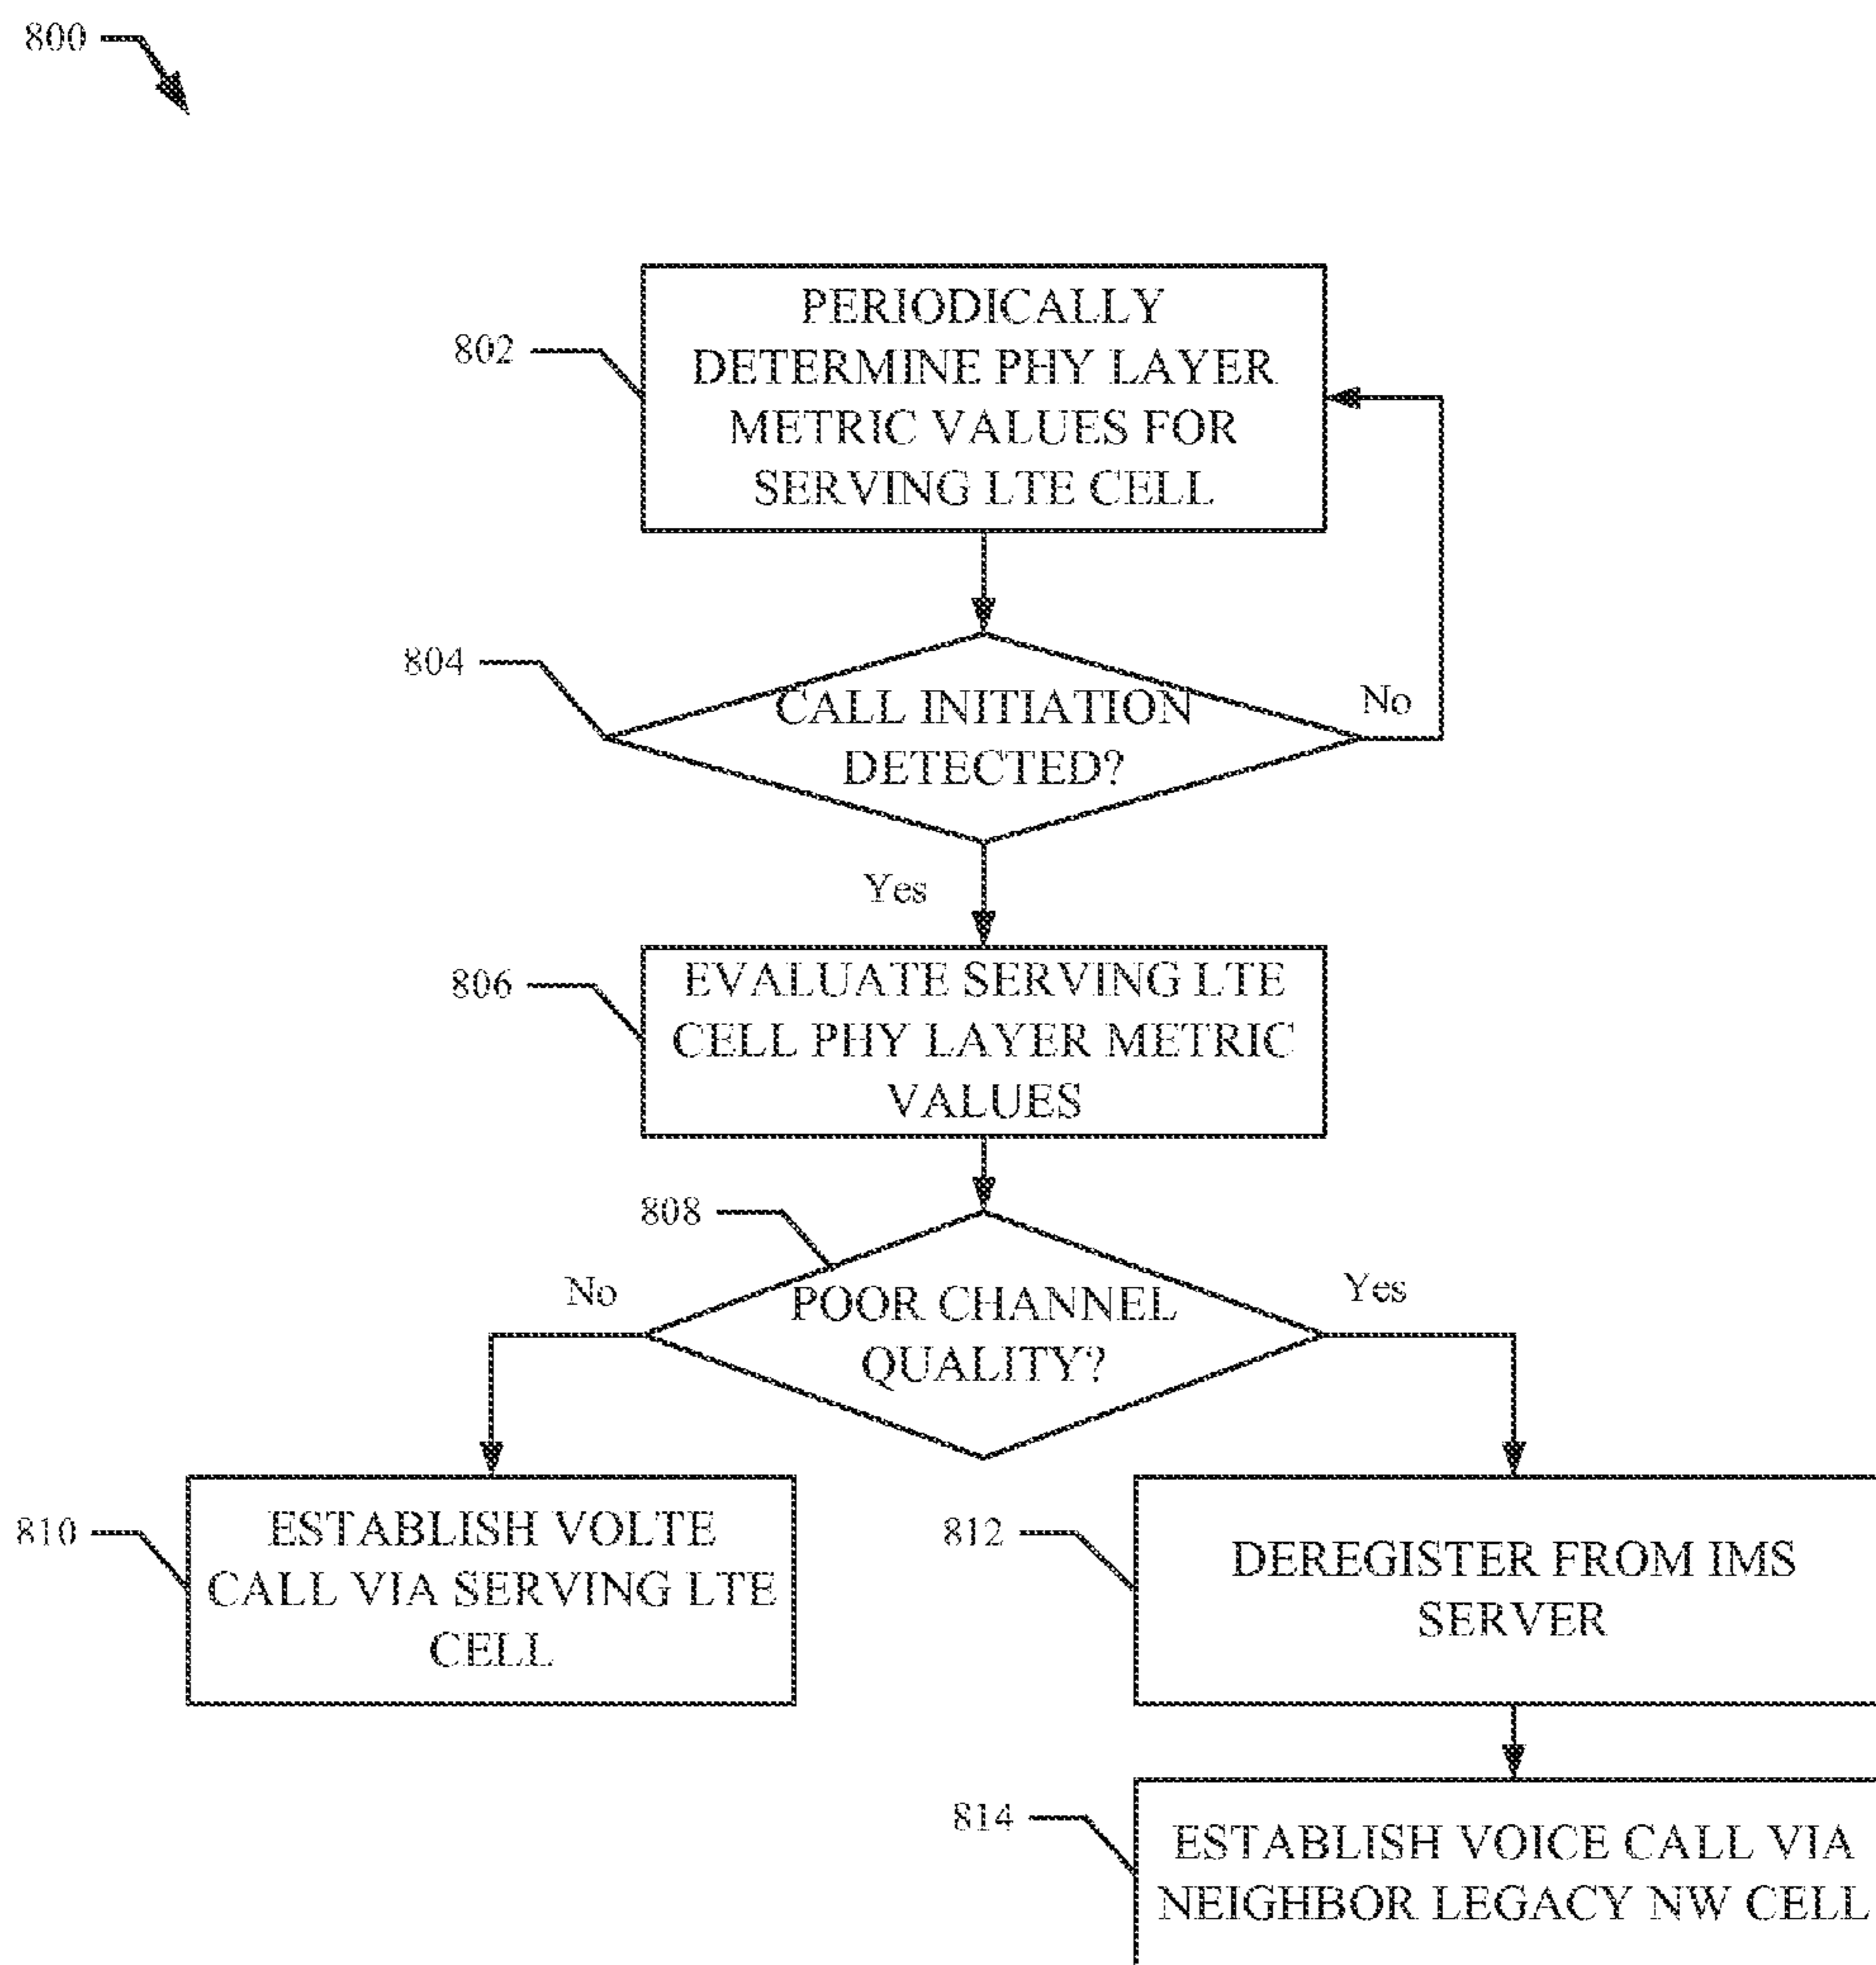 800
802
PERIODICALLY
DETERMINE PHY LAYER
METRIC VALUES FOR
SERVING LTE CELL
804
CALL INITIATION
DETECTED?
No
Yes
806
EVALUATE SERVING LTE
CELL PHY LAYER METRIC
VALUES
808
No
POOR CHANNEL
QUALITY?
Yes
810
ESTABLISH VOLTE
CALL VIA SERVING LTE
CELL
812
DEREGISTER FROM IMS
SERVER
814
ESTABLISH VOICE CALL VIA
NEIGHBOR LEGACY NW CELL